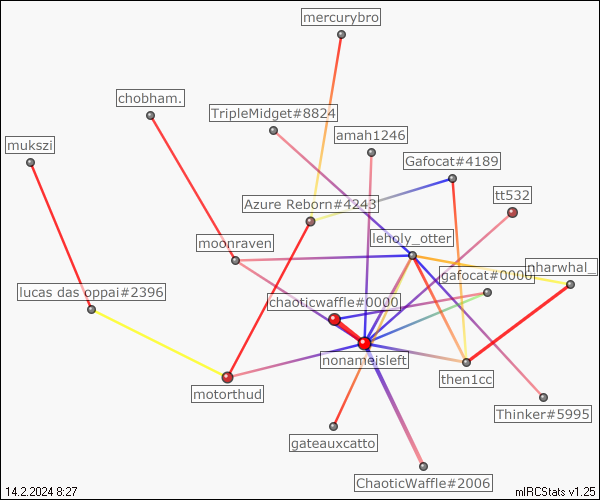 mercurybro
chobham.
TripleMidget#8824
amah1246
mukszi
Gafocat#4189
tt532
Azure Reborn#4243
leholy_otter
moonraven
nharwhal_
gafocat#0000
lucas das oppai#2396
chaoticwaffle#0000
nonameisleft
then1cc
motorthud
Thinker#5995
gateauxcatto
ChaoticWaffle#2006
14.2.2024 8:27
mIRCStats v1.25